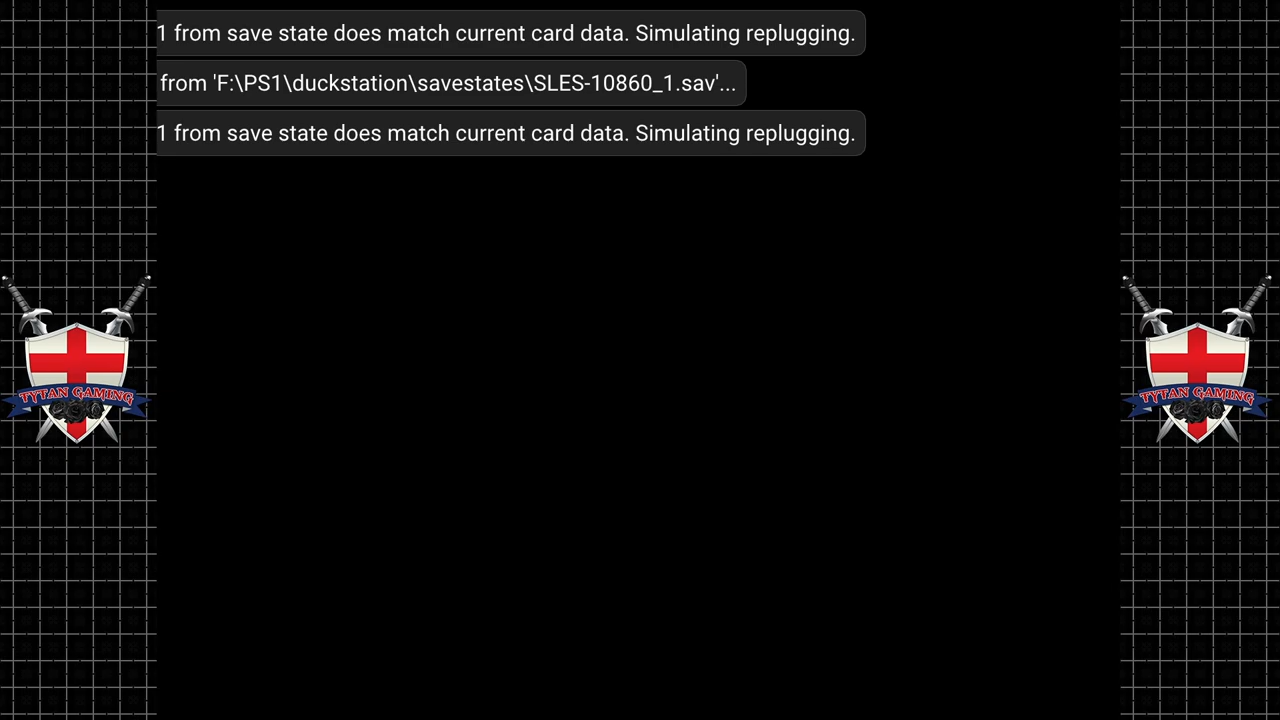 1 from save state does match current card data. Simulating replugging.
from 'F:\PS1\duckstation\savestates\SLES-10860_1.sav'...
1 from save state does match current card data. Simulating replugging.
TYTAN GAMING
TYTAN GAMING